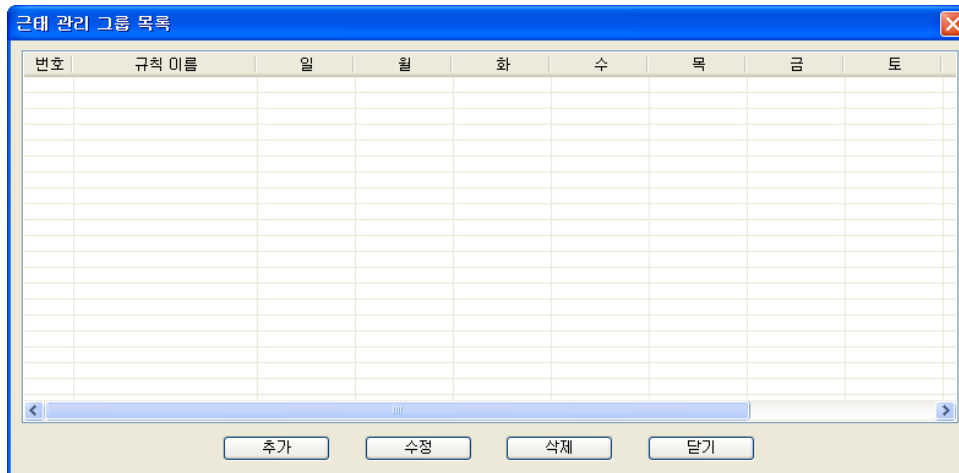 근태 관리 그룹 목록
번호 규칙 이름 일 월 화 수 목 금 토
추가 수정 삭제 닫기